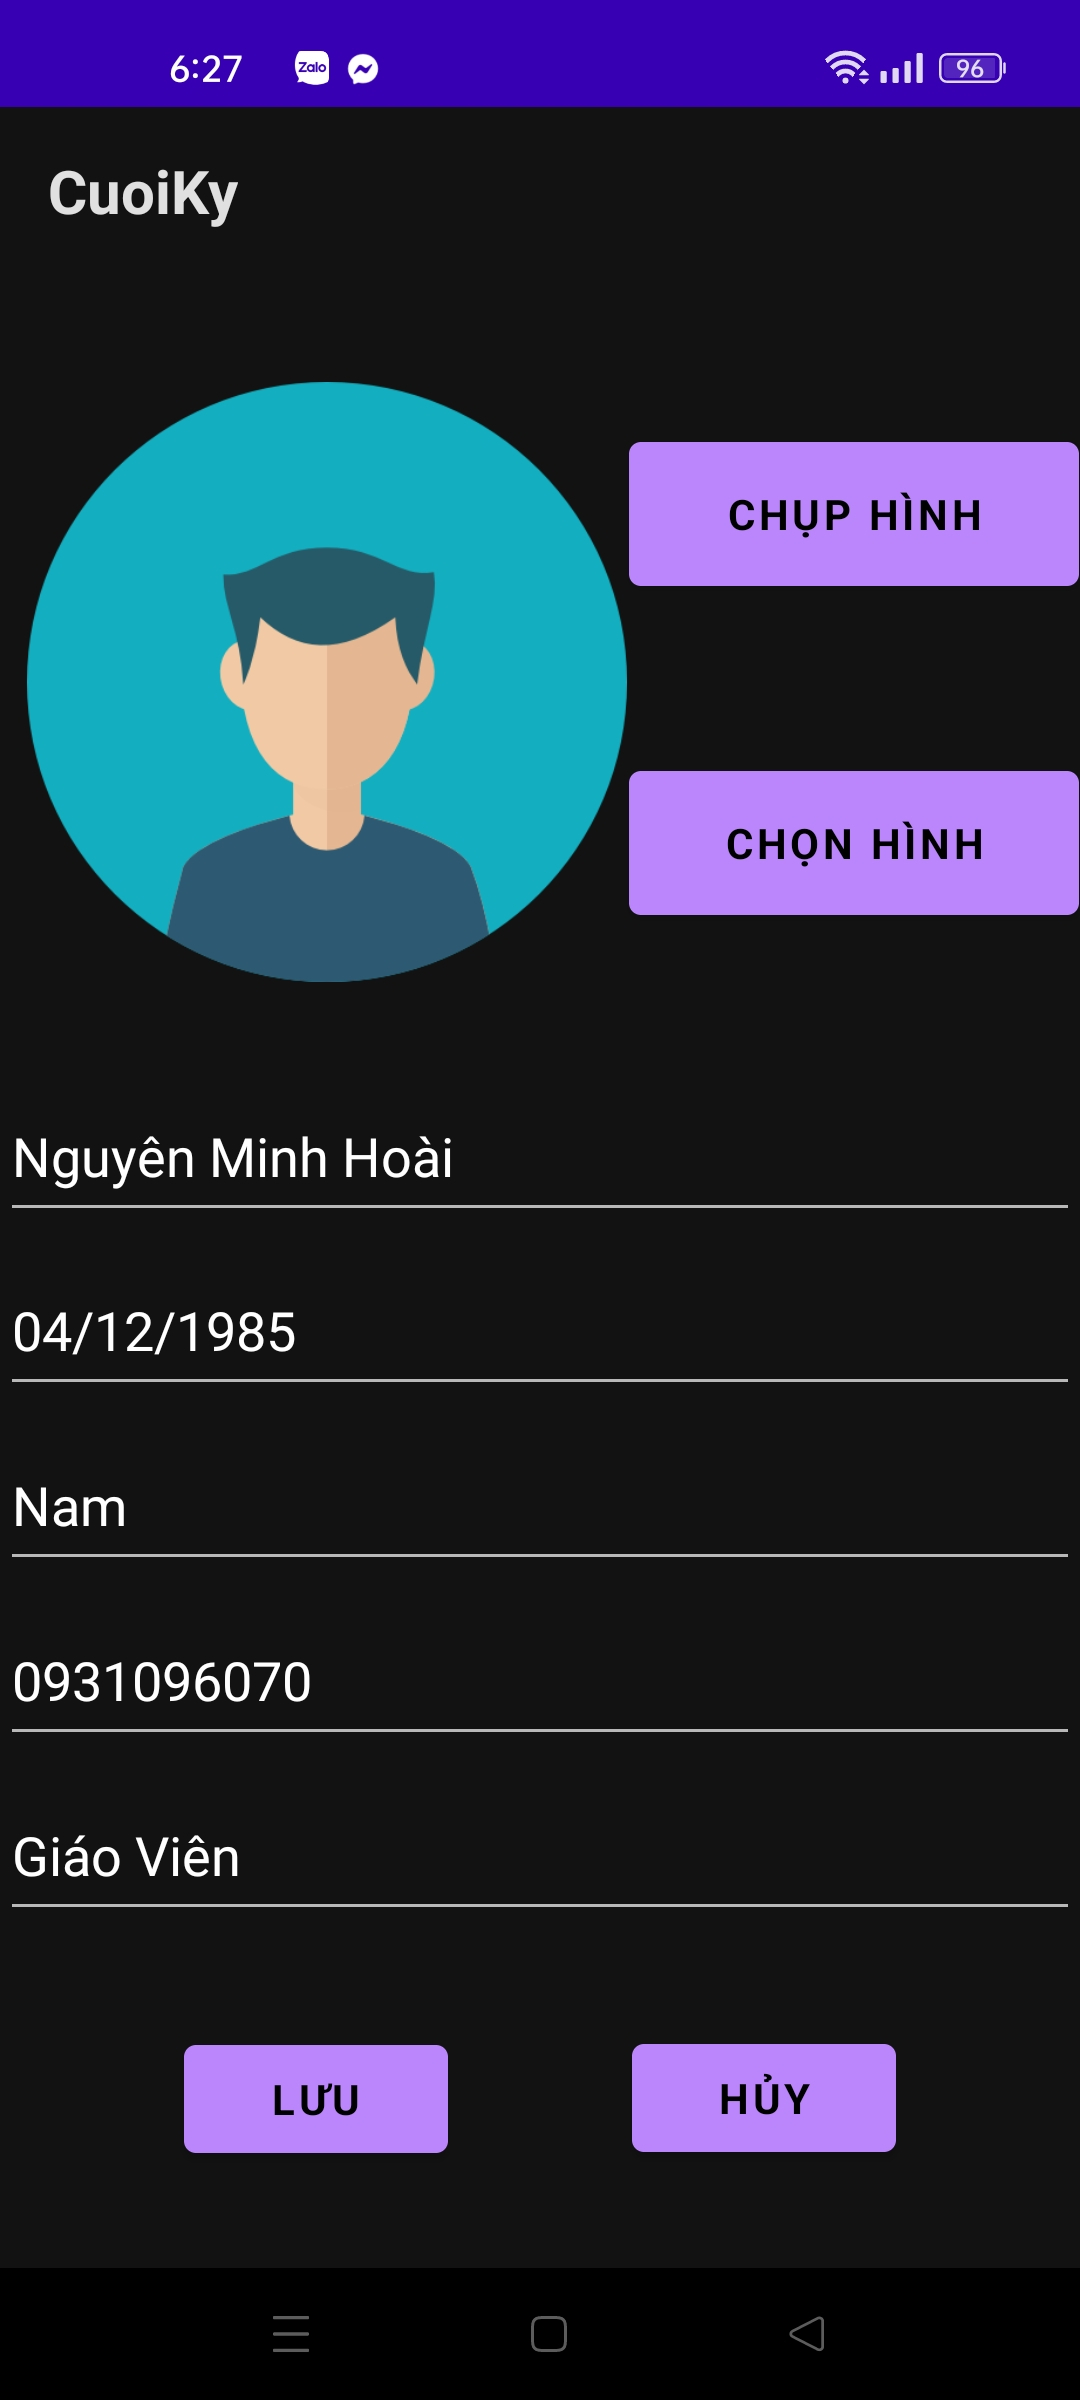 6:27 Zalo 96
CuoiKy
CHỤP HÌNH
CHỌN HÌNH
Nguyên Minh Hoài
04/12/1985
Nam
0931096070
Giáo Viên
LƯU HỦY